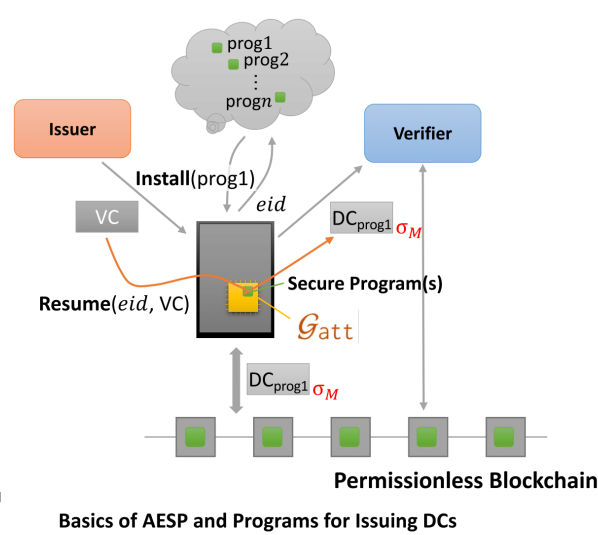 prog1
prog2
⋮
progn
Issuer
Verifier
Install(prog1)
eid
VC
DCprog1 σM
Secure Program(s)
Resume(eid, VC)
𝒢att
DCprog1 σM
Permissionless Blockchain
Basics of AESP and Programs for Issuing DCs